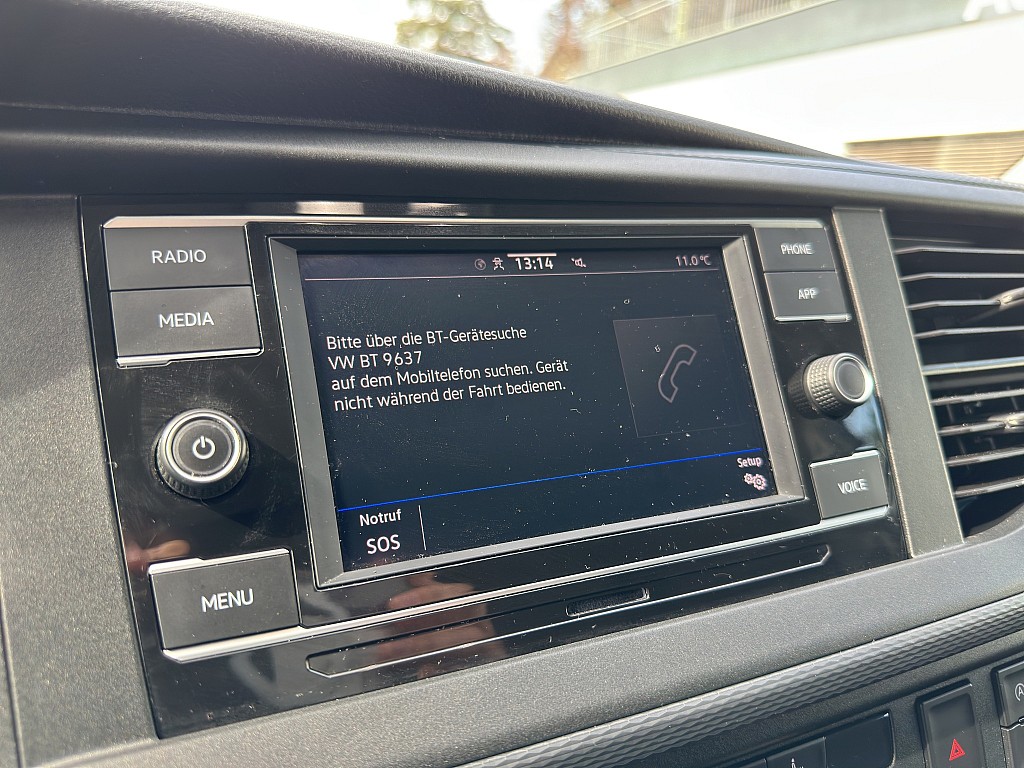 RADIO
MEDIA
MENU
13:14
11.0°C
Bitte über die BT-Gerätesuche
VW BT 9637
auf dem Mobiltelefon suchen. Gerät
nicht während der Fahrt bedienen.
Setup
Notruf
SOS
PHONE
APP
VOICE